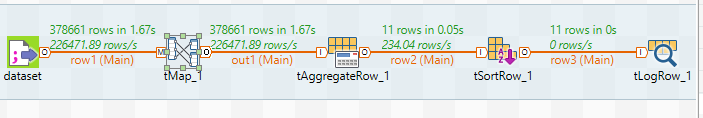 378661 rows in 1.67s
226471.89 rows/s
row1 (Main)
378661 rows in 1.67s
226471.89 rows/s
out1 (Main)
11 rows in 0.05s
234.04 rows/s
row2 (Main)
11 rows in 0s
0 rows/s
row3 (Main)
dataset
tMap_1
tAggregateRow_1
tSortRow_1
tLogRow_1